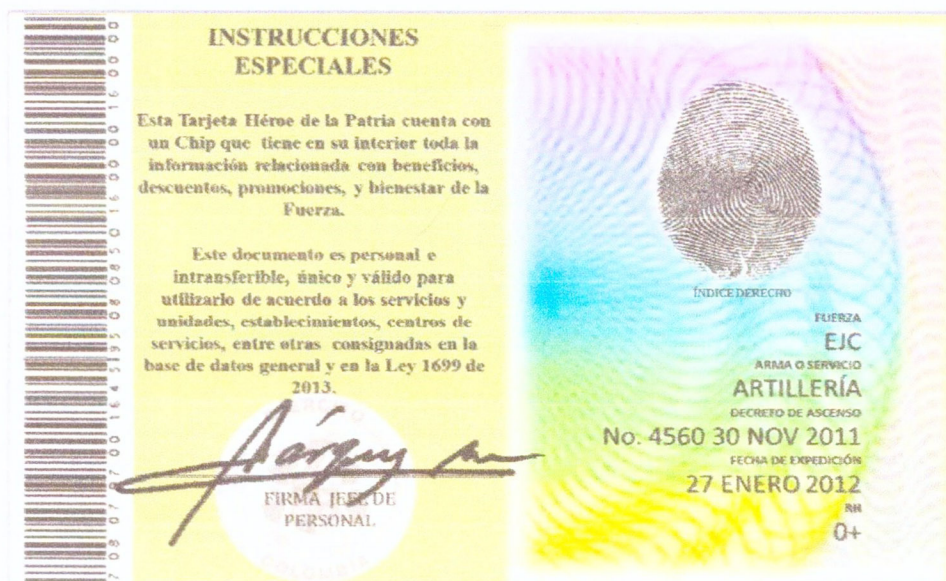 INSTRUCCIONES
ESPECIALES
Esta Tarjeta Héroe de la Patria cuenta con
un Chip que tiene en su interior toda la
información relacionada con beneficios,
descuentos, promociones, y bienestar de la
Fuerza.
Este documento es personal e
intransferible, único y válido para
utilizarlo de acuerdo a los servicios y
unidades, establecimientos, centros de
servicios, entre otras consignadas en la
base de datos general y en la Ley 1699 de
2013.
FIRMA JEFE DE
PERSONAL
COLOMBIA
ÍNDICE DERECHO
FUERZA
EJC
ARMA O SERVICIO
ARTILLERÍA
DECRETO DE ASCENSO
No. 4560 30 NOV 2011
FECHA DE EXPEDICIÓN
27 ENERO 2012
RH
0+